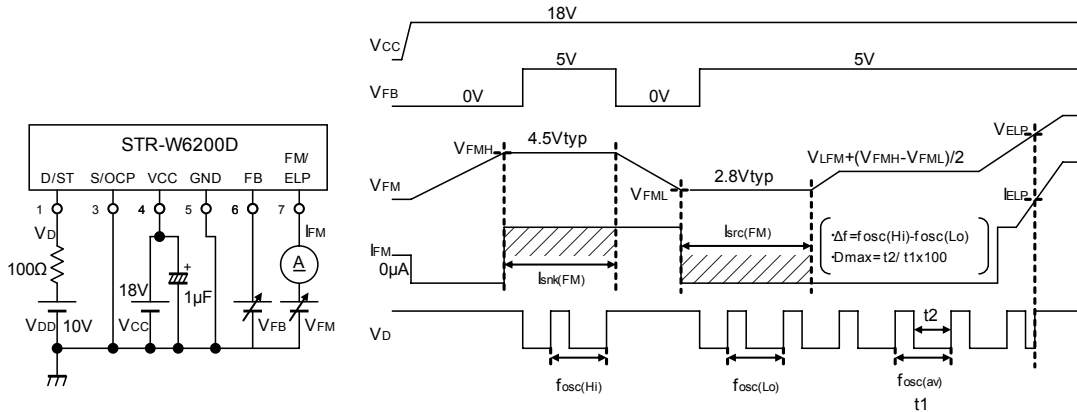 18V
VCC
5V
5V
VFB
0V
0V
STR-W6200D
FM/
D/ST S/OCP VCC GND FB ELP
1 3 4 5 6 7
VD
IFM
100Ω
A
18V
+
1µF
VDD 10V
VCC
VFB
VFM
VFMH
4.5Vtyp
VELP
VLFM+(VFMH-VFML)/2
VFM
VFML
2.8Vtyp
IELP
Isrc(FM)
·Δf=fosc(Hi)-fosc(Lo)
·Dmax=t2/ t1x100
IFM
0µA
Isnk(FM)
t2
VD
fosc(Hi)
fosc(Lo)
fosc(av)
t1